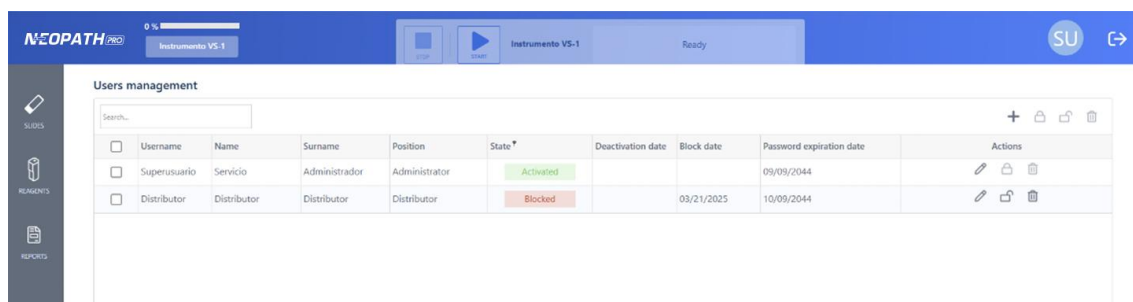 NEOPATH PRO
0 %
Instrumento VS-1
STOP
START
Instrumento VS-1
Ready
SU
SLIDES
REAGENTS
REPORTS
Users management
Search...
Username Name Surname Position State Deactivation date Block date Password expiration date Actions
Superusuario Servicio Administrador Administrator Activated 09/09/2044
Distributor Distributor Distributor Distributor Blocked 03/21/2025 10/09/2044